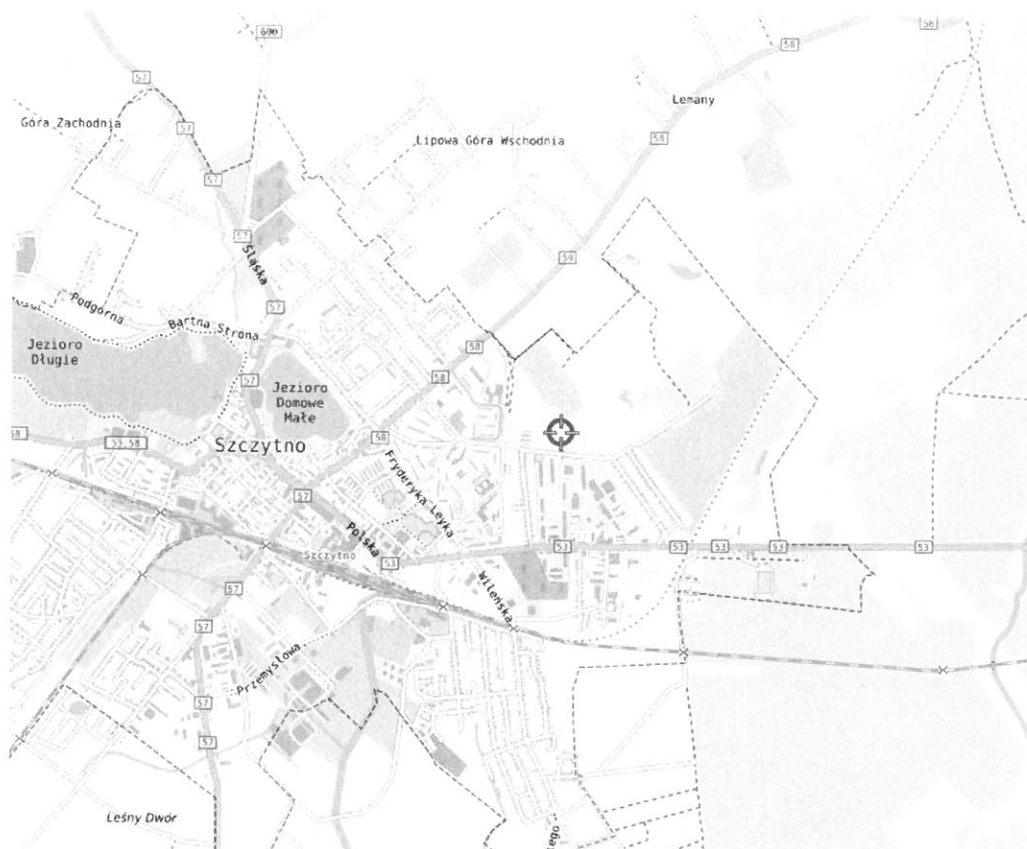 600
58
58
57
Lemany
Góra Zachodnia
57
58
Lipowa Góra Wschodnia
57
57
Śląska
58
Podgórna
57
Bartna Strona
Jezioro
Długie
58
57
58
Jezioro
Domowe
Małe
58
58
53;58
Szczytno
Fryderyka Leyka
57
Polska
Szczytno
53
53
53
53
53
53
57
Wileńska
57
Przemysłowa
57
57
Leśny Dwór